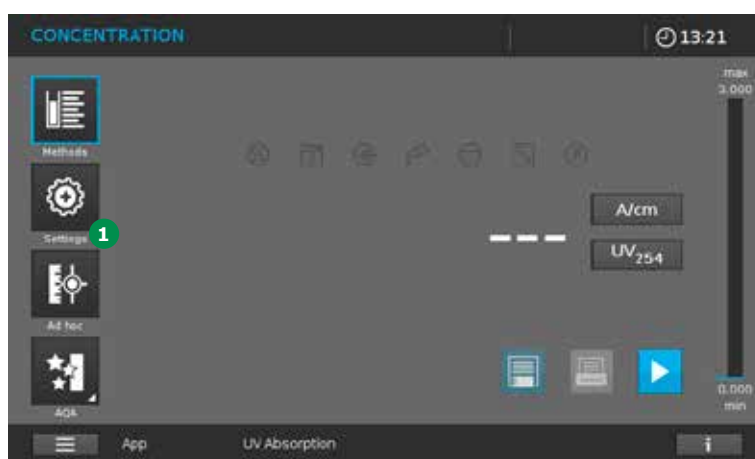 CONCENTRATION
13:21
max
3.000
Methods
Settings
1
A/cm
UV254
Ad hoc
AQA
0.000
min
App
UV Absorption
i